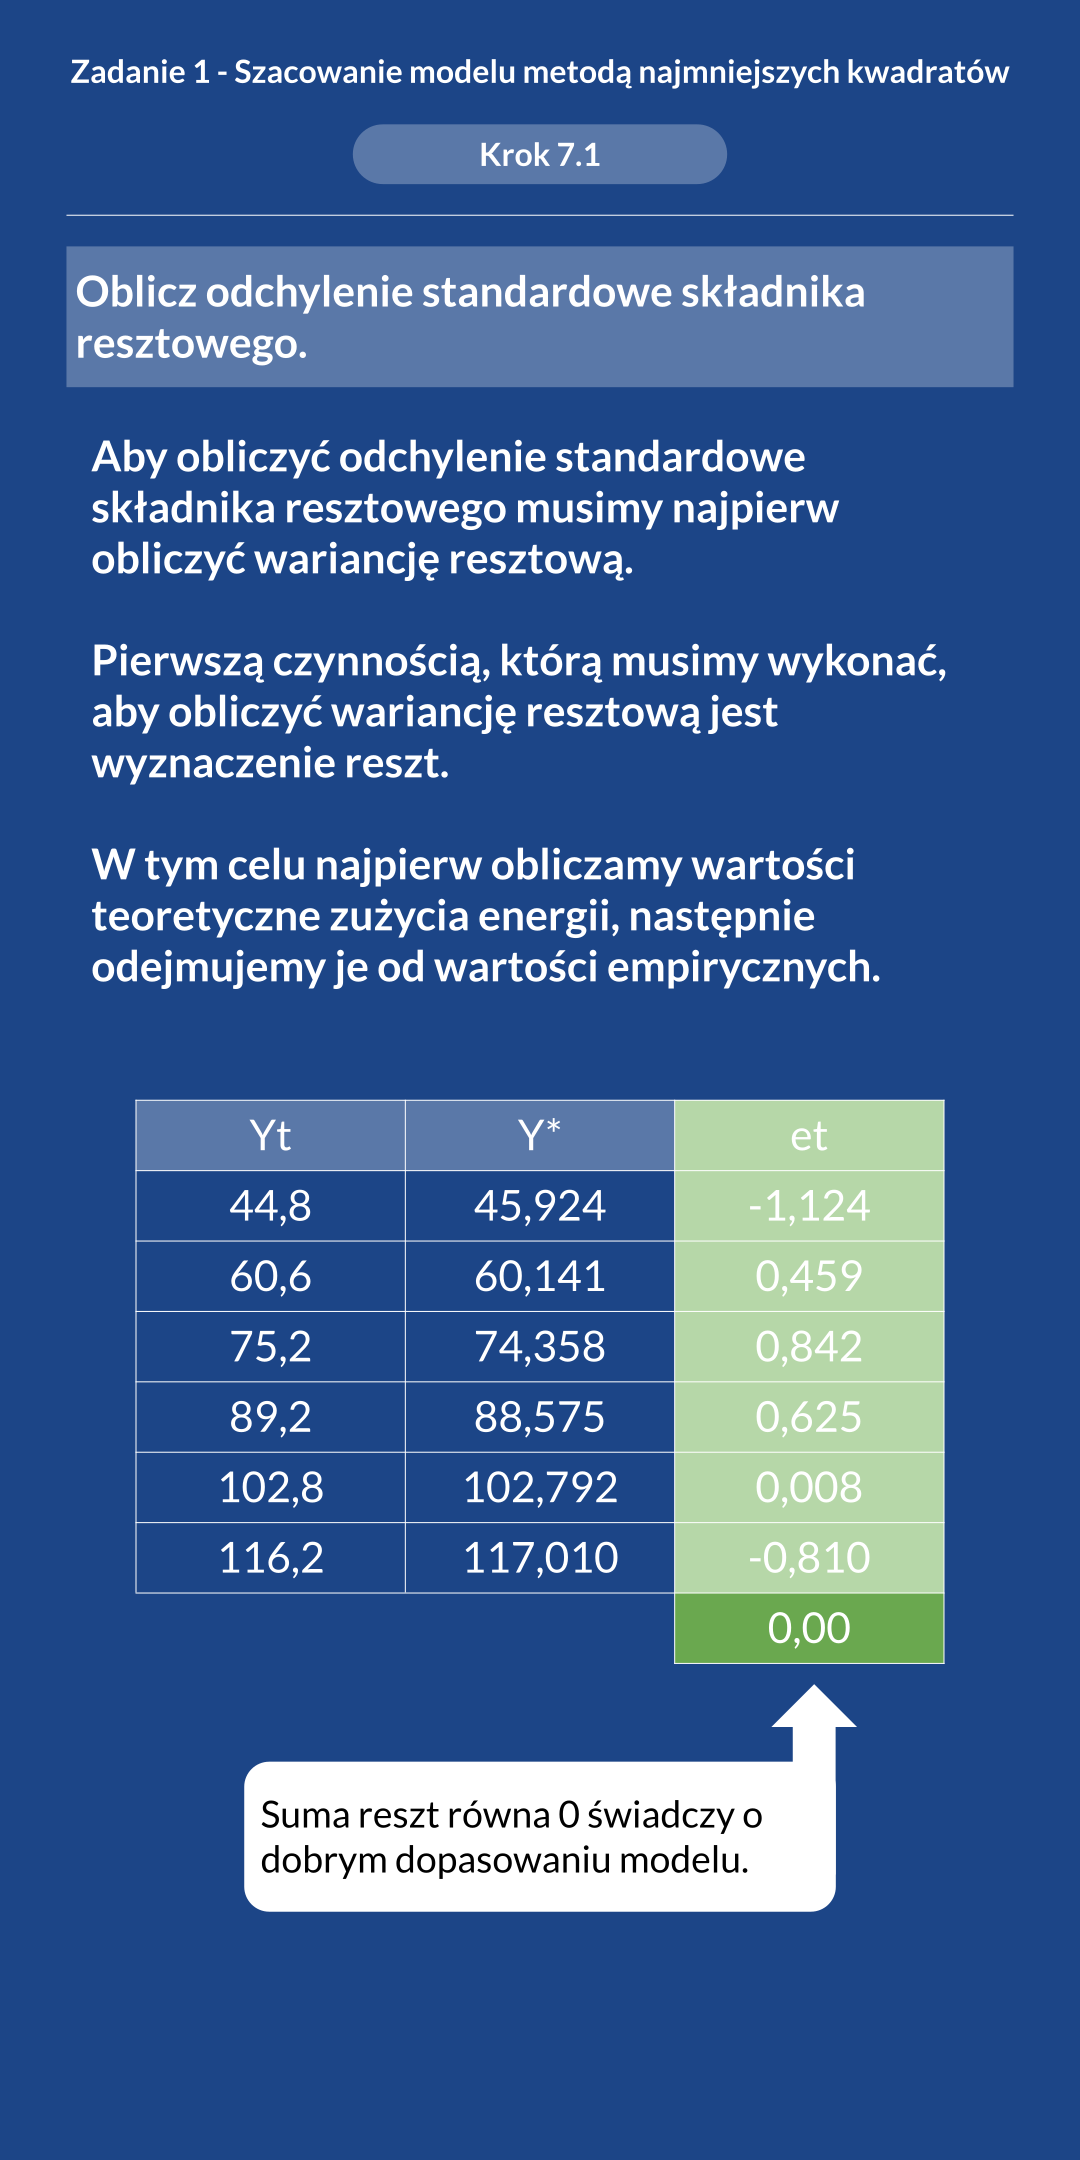 Zadanie 1 - Szacowanie modelu metodą najmniejszych kwadratów
Krok 7.1
Oblicz odchylenie standardowe składnika
resztowego.
Aby obliczyć odchylenie standardowe
składnika resztowego musimy najpierw
obliczyć wariancję resztową.
Pierwszą czynnością, którą musimy wykonać,
aby obliczyć wariancję resztową jest
wyznaczenie reszt.
W tym celu najpierw obliczamy wartości
teoretyczne zużycia energii, następnie
odejmujemy je od wartości empirycznych.
Yt Y* et
44,8 45,924 -1,124
60,6 60,141 0,459
75,2 74,358 0,842
89,2 88,575 0,625
102,8 102,792 0,008
116,2 117,010 -0,810
0,00
Suma reszt równa 0 świadczy o
dobrym dopasowaniu modelu.